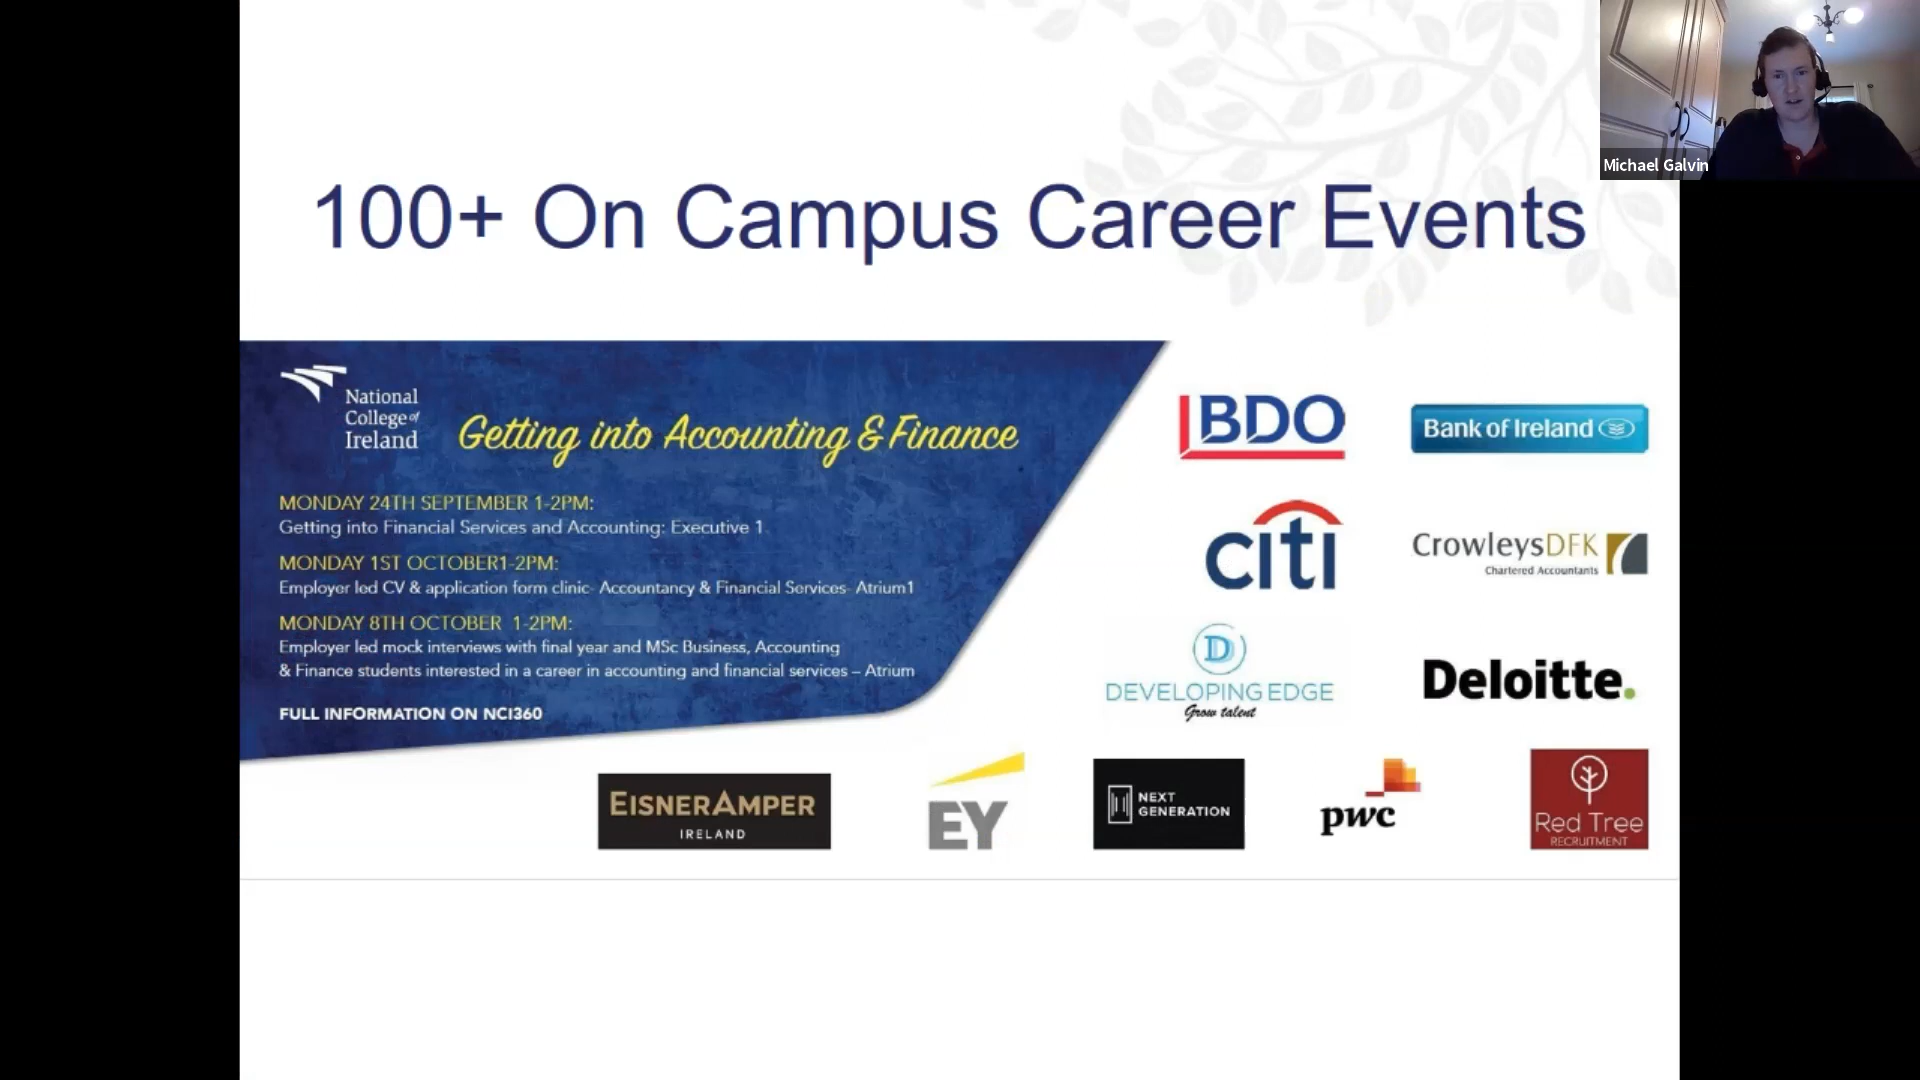 Michael Galvin
100+ On Campus Career Events
National
College of
Ireland
Getting into Accounting & Finance
MONDAY 24TH SEPTEMBER 1-2PM:
Getting into Financial Services and Accounting: Executive 1
MONDAY 1ST OCTOBER1-2PM:
Employer led CV & application form clinic- Accountancy & Financial Services- Atrium1
MONDAY 8TH OCTOBER 1-2PM:
Employer led mock interviews with final year and MSc Business, Accounting
& Finance students interested in a career in accounting and financial services – Atrium
FULL INFORMATION ON NCI360
BDO
Bank of Ireland
citi
CrowleysDFK
Chartered Accountants
D
DEVELOPING EDGE
Grow talent
Deloitte.
EISNERAMPER
IRELAND
EY
NEXT
GENERATION
pwc
Red Tree
RECRUITMENT